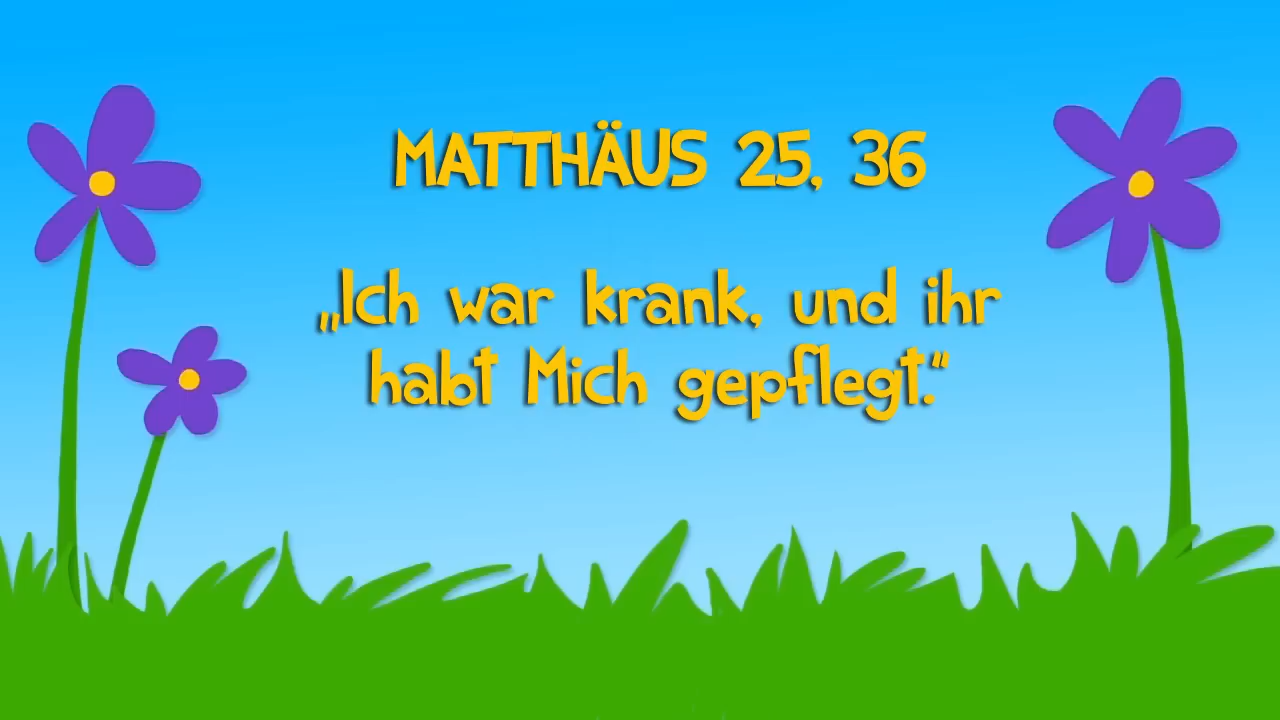 MATTHÄUS 25, 36
„Ich war krank, und ihr
habt Mich gepflegt.“